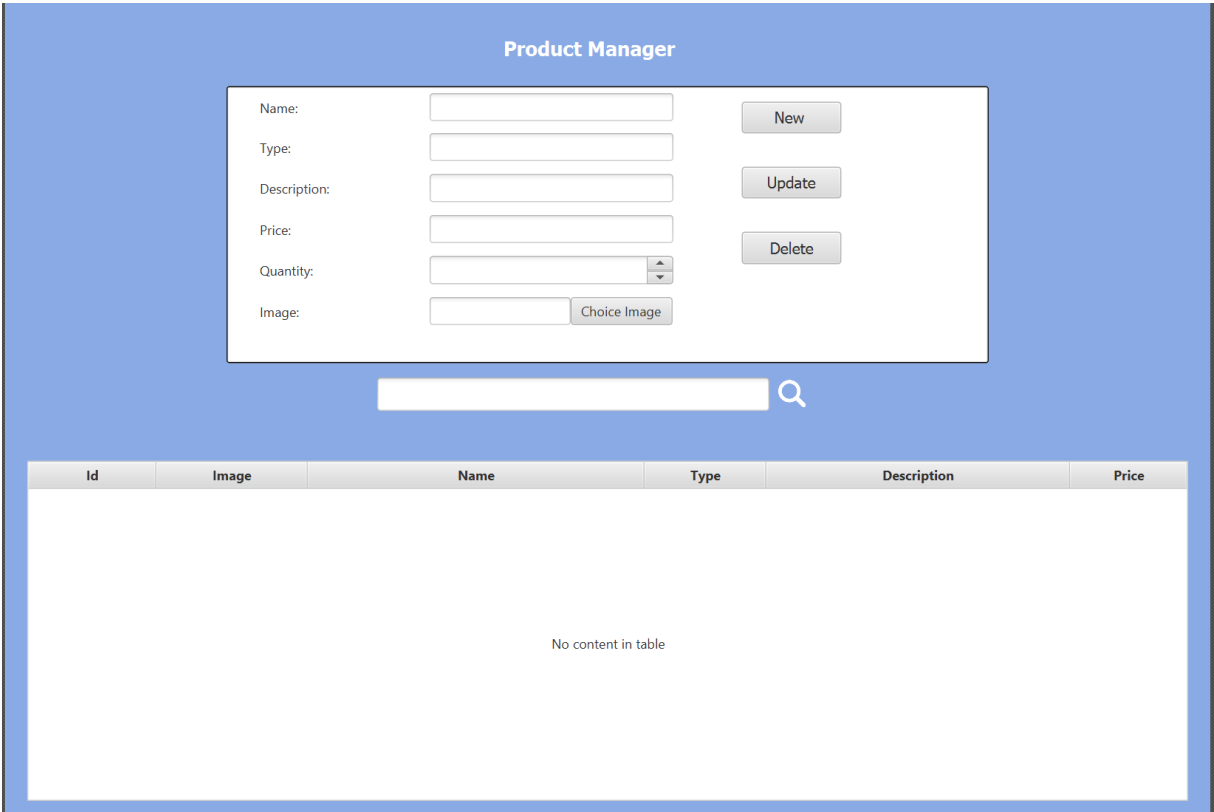 Product Manager
Name:
New
Type:
Update
Description:
Price:
Delete
Quantity:
Image:
Choice Image
Id Image Name Type Description Price
No content in table